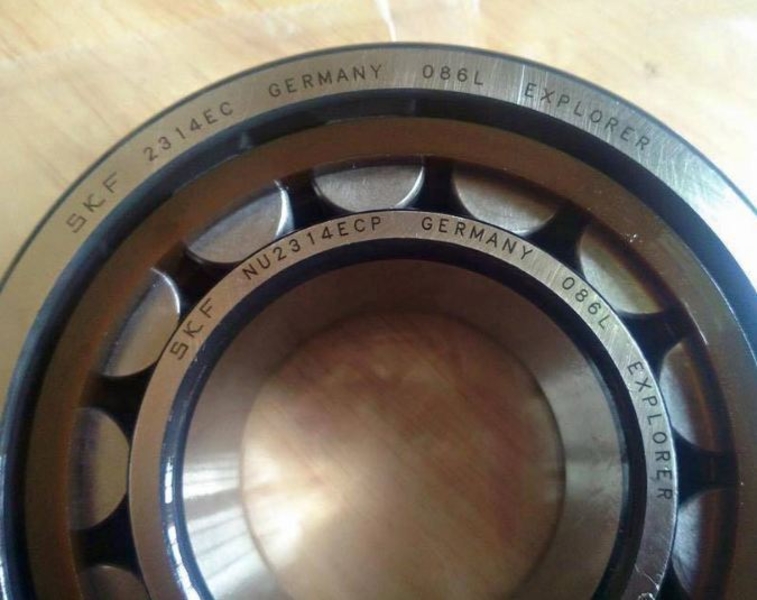 SKF 2314EC GERMANY 086L EXPLORER
SKF NU2314ECP GERMANY 086L EXPLORER